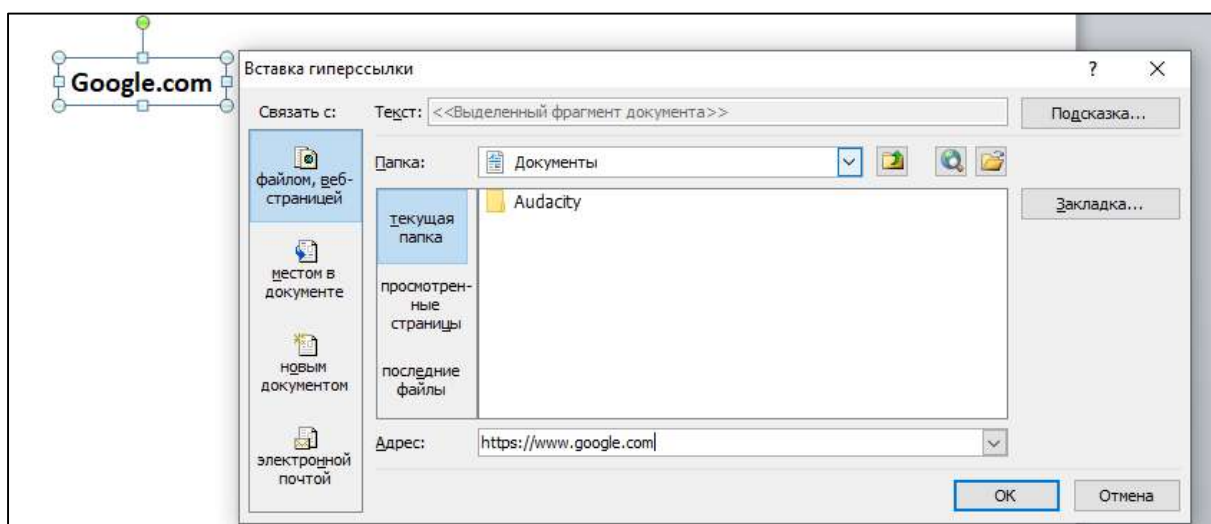 Google.com
Вставка гиперссылки
?
Связать с:
Текст: <<Выделенный фрагмент документа>>
Подсказка...
файлом, веб-
страницей
Папка:
Документы
Audacity
Закладка...
текущая
папка
местом в
документе
просмотрен-
ные
страницы
новым
документом
последние
файлы
Адрес:
https://www.google.com
электронной
почтой
ОК
Отмена